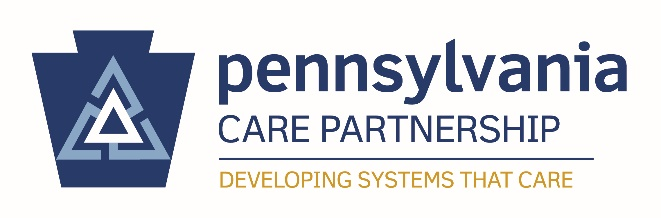 pennsylvania
CARE PARTNERSHIP
DEVELOPING SYSTEMS THAT CARE